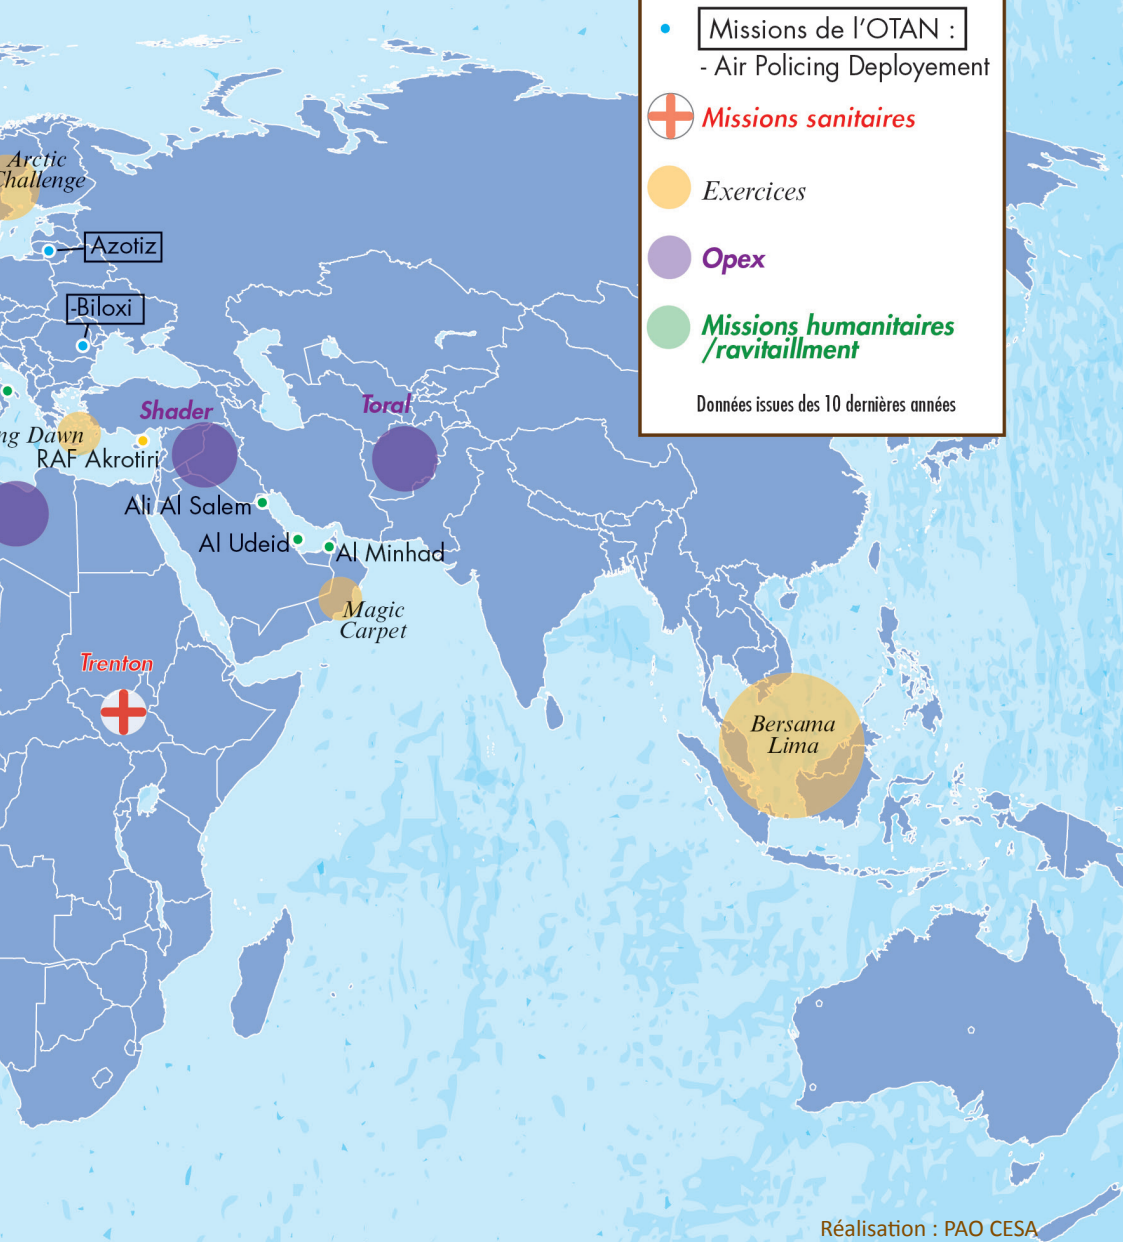 Missions de l'OTAN :
- Air Policing Deployement
Missions sanitaires
Exercices
Opex
Missions humanitaires
/ravitaillment
Données issues des 10 dernières années
Arctic
Challenge
Azotiz
-Biloxi
Shader
Toral
ng Dawn
RAF Akrotiri
Ali Al Salem
Al Udeid
Al Minhad
Magic
Carpet
Trenton
Bersama
Lima
Réalisation : PAO CESA